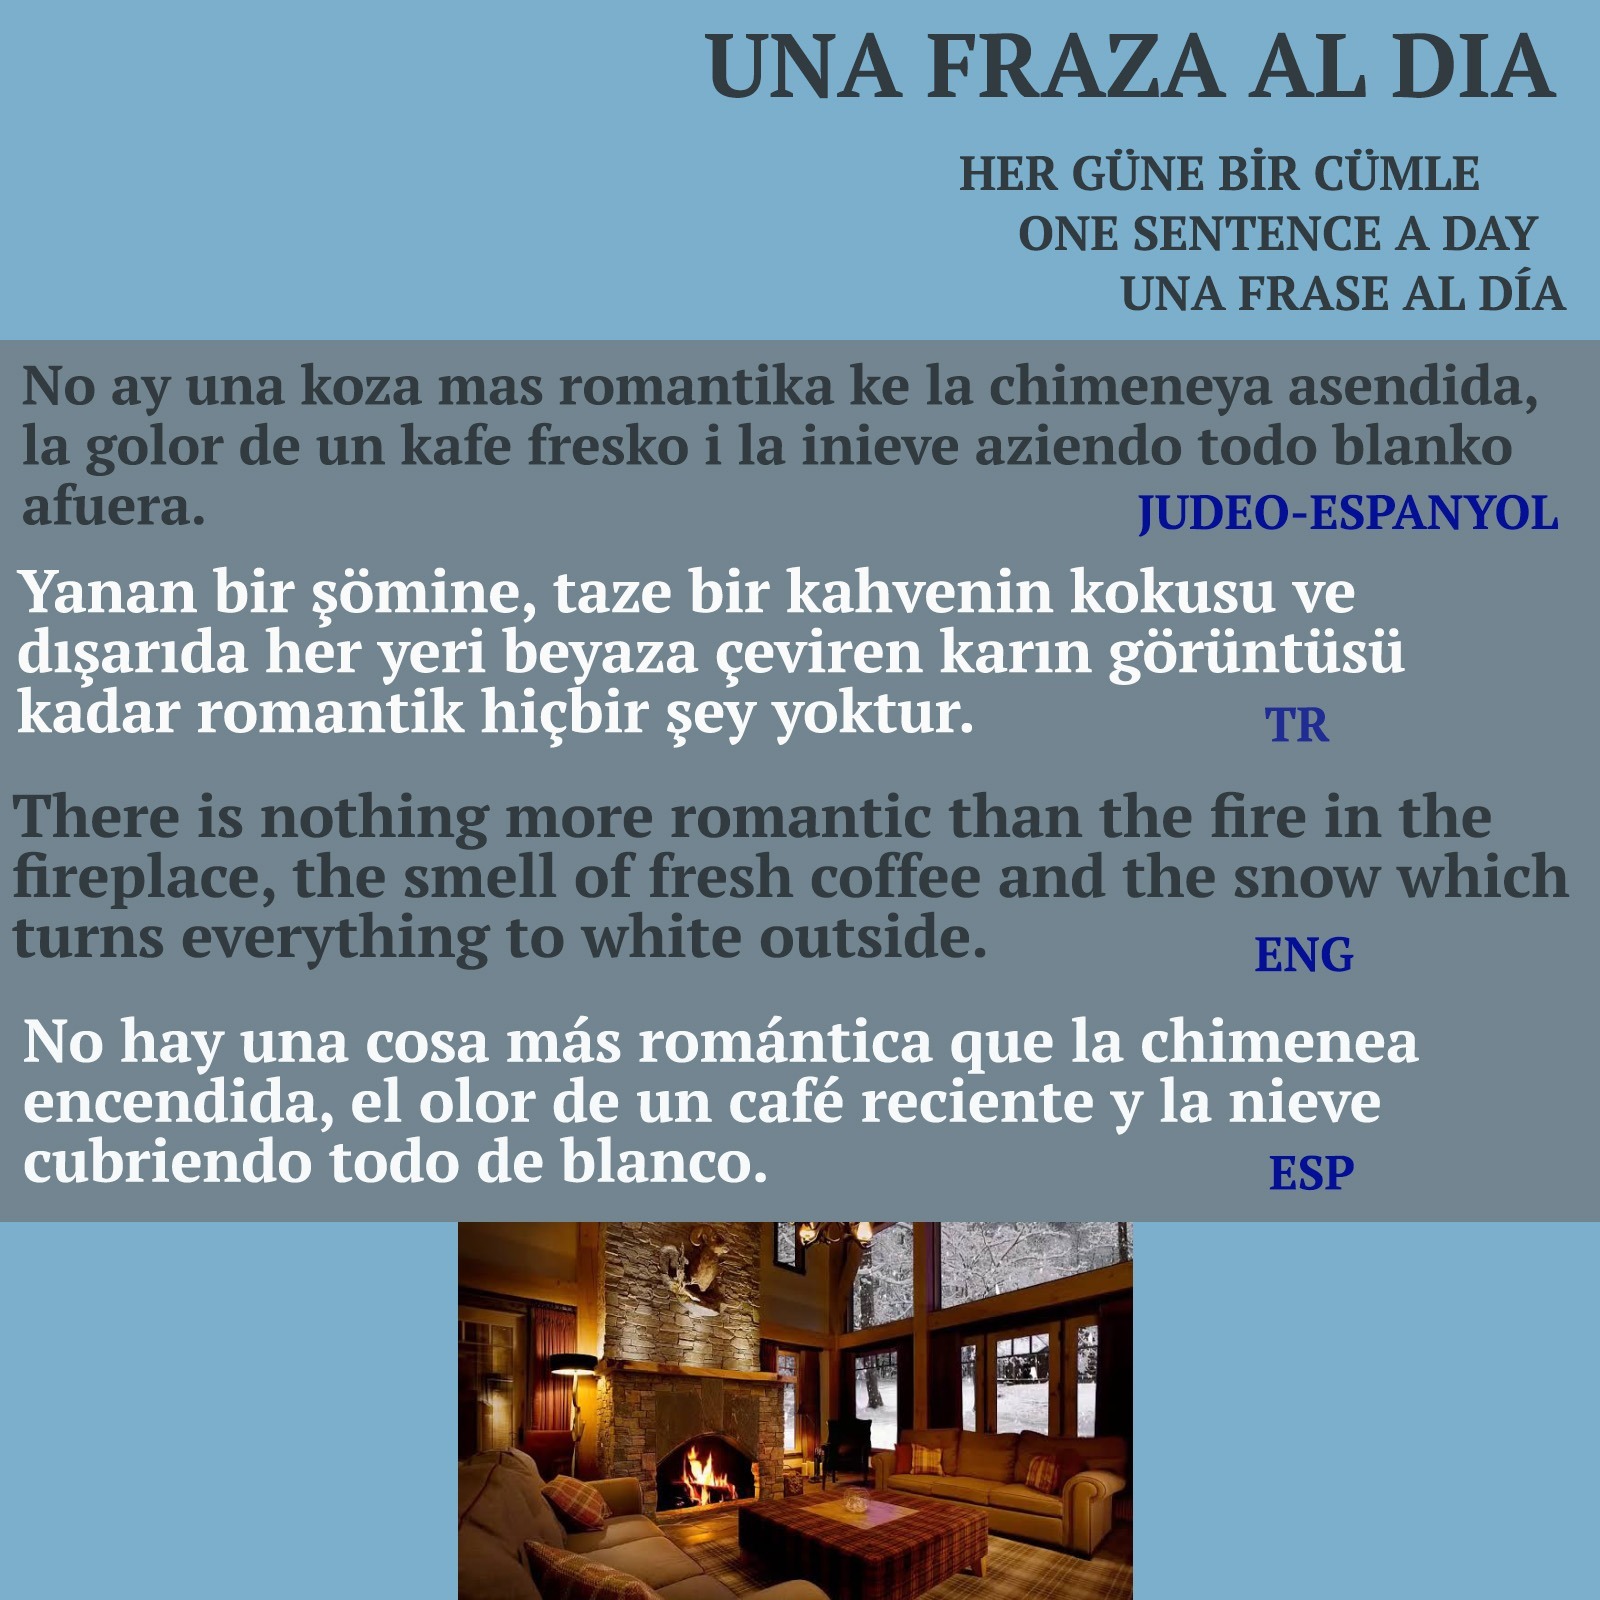 UNA FRAZA AL DIA
HER GÜNE BİR CÜMLE
ONE SENTENCE A DAY
UNA FRASE AL DÍA
No ay una koza mas romantika ke la chimeneya asendida,
la golor de un kafe fresko i la inieve aziendo todo blanko
afuera.
JUDEO-ESPANYOL
Yanan bir şömine, taze bir kahvenin kokusu ve
dışarıda her yeri beyaza çeviren karın görüntüsü
kadar romantik hiçbir şey yoktur.
TR
There is nothing more romantic than the fire in the
fireplace, the smell of fresh coffee and the snow which
turns everything to white outside.
ENG
No hay una cosa más romántica que la chimenea
encendida, el olor de un café reciente y la nieve
cubriendo todo de blanco.
ESP